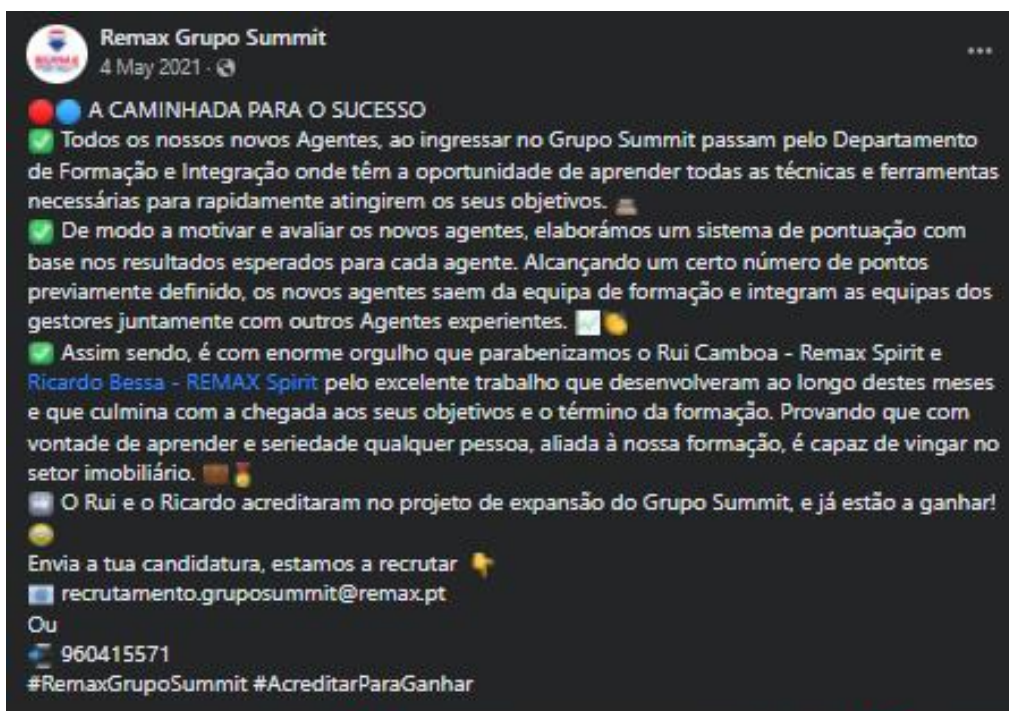 Remax Grupo Summit
4 May 2021 ·
🔴🔵 A CAMINHADA PARA O SUCESSO
✅ Todos os nossos novos Agentes, ao ingressar no Grupo Summit passam pelo Departamento
de Formação e Integração onde têm a oportunidade de aprender todas as técnicas e ferramentas
necessárias para rapidamente atingirem os seus objetivos.
✅ De modo a motivar e avaliar os novos agentes, elaborámos um sistema de pontuação com
base nos resultados esperados para cada agente. Alcançando um certo número de pontos
previamente definido, os novos agentes saem da equipa de formação e integram as equipas dos
gestores juntamente com outros Agentes experientes. 📈👏
✅ Assim sendo, é com enorme orgulho que parabenizamos o Rui Camboa - Remax Spirit e
Ricardo Bessa - REMAX Spirit pelo excelente trabalho que desenvolveram ao longo destes meses
e que culmina com a chegada aos seus objetivos e o término da formação. Provando que com
vontade de aprender e seriedade qualquer pessoa, aliada à nossa formação, é capaz de vingar no
setor imobiliário. 💼🏅
➡️ O Rui e o Ricardo acreditaram no projeto de expansão do Grupo Summit, e já estão a ganhar!
Envia a tua candidatura, estamos a recrutar 👇
📧 recrutamento.gruposummit@remax.pt
Ou
📲 960415571
#RemaxGrupoSummit #AcreditarParaGanhar